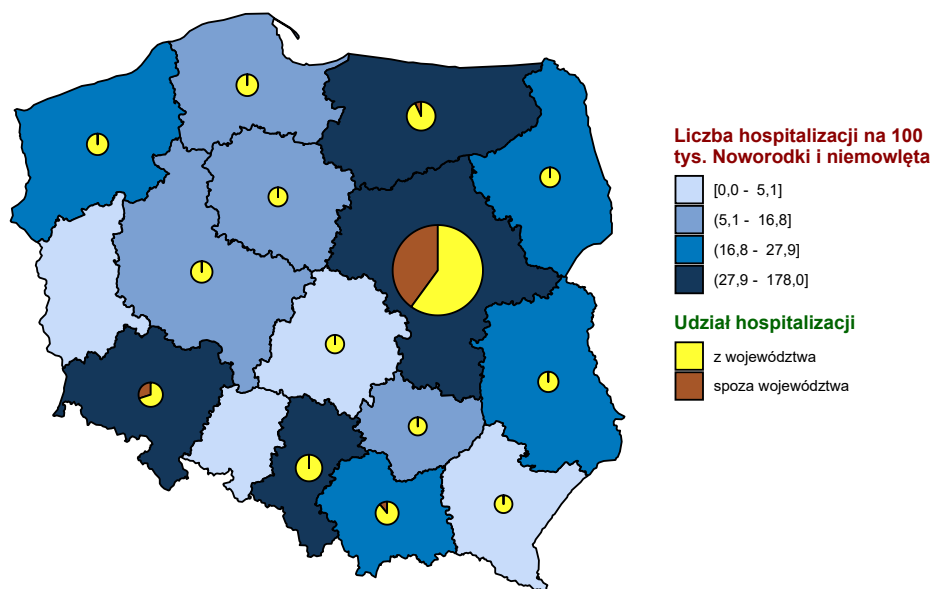 Liczba hospitalizacji na 100
tys. Noworodki i niemowlęta
[0,0 - 5,1]
(5,1 - 16,8]
(16,8 - 27,9]
(27,9 - 178,0]
Udział hospitalizacji
z województwa
spoza województwa